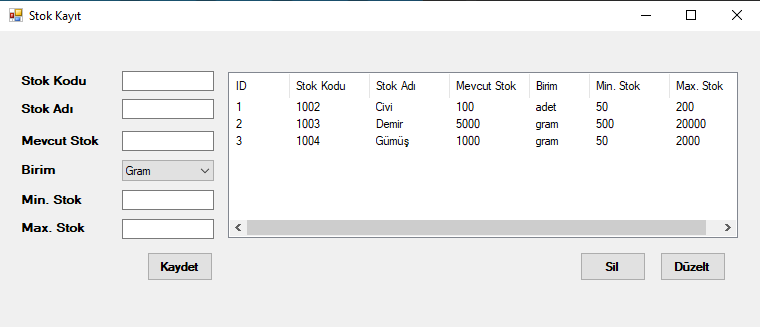 Stok Kayıt
Stok Kodu
Stok Adı
Mevcut Stok
Birim Gram
Min. Stok
Max. Stok
Kaydet
ID Stok Kodu Stok Adı Mevcut Stok Birim Min. Stok Max. Stok
1 1002 Civi 100 adet 50 200
2 1003 Demir 5000 gram 500 20000
3 1004 Gümüş 1000 gram 50 2000
Sil Düzelt